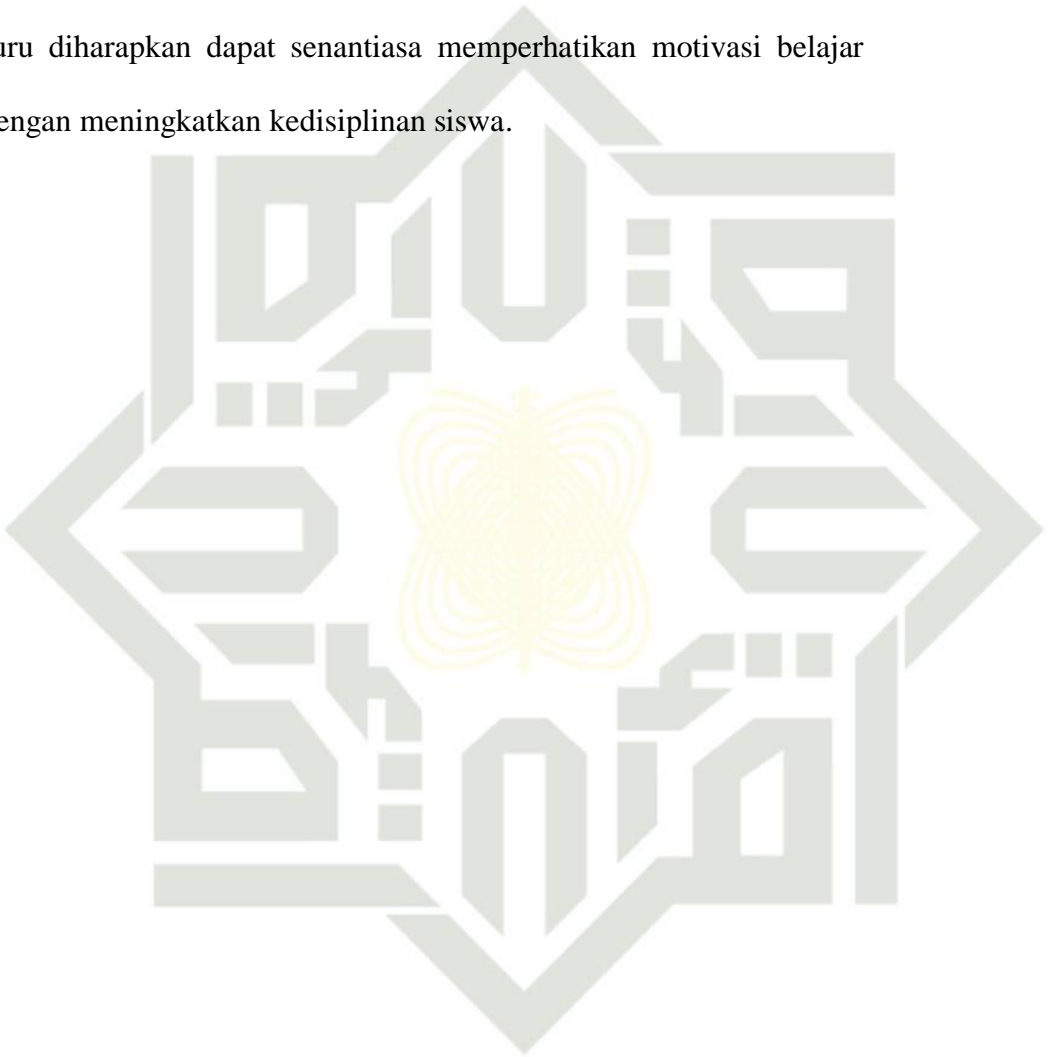 uru diharapkan dapat senantiasa memperhatikan motivasi belajar
engan meningkatkan kedisiplinan siswa.